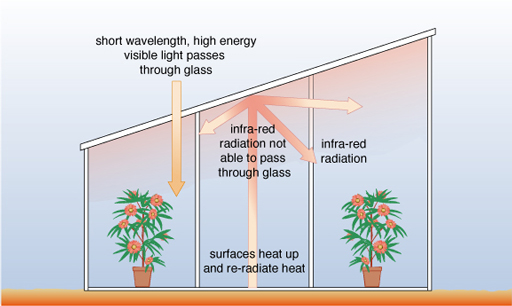 short wavelength, high energy
visible light passes
through glass
infra-red
radiation not
able to pass
through glass
infra-red
radiation
surfaces heat up
and re-radiate heat